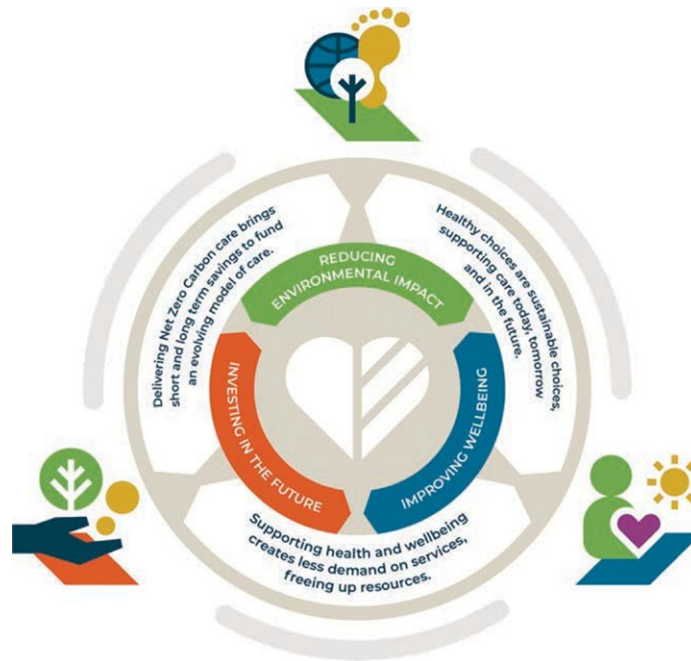 Delivering Net Zero Carbon care brings
short and long term savings to fund
an evolving model of care.
Healthy choices are sustainable choices,
supporting care today, tomorrow
and in the future.
REDUCING
ENVIRONMENTAL IMPACT
INVESTING IN THE FUTURE
IMPROVING WELLBEING
Supporting health and wellbeing
creates less demand on services,
freeing up resources.